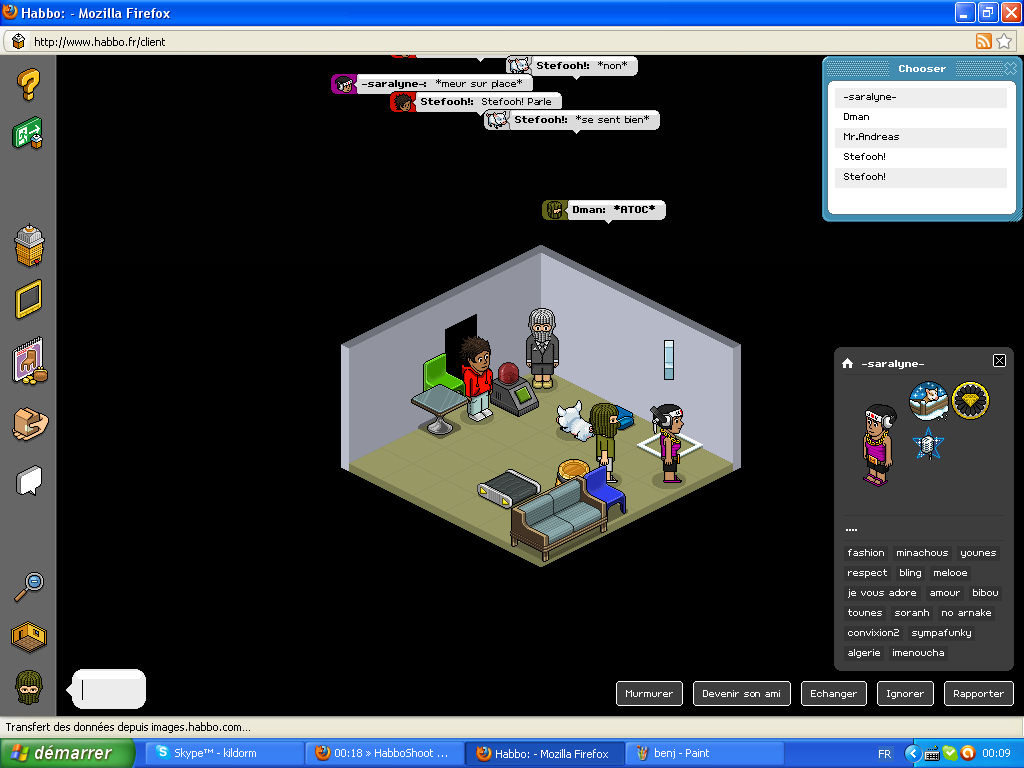 Habbo: - Mozilla Firefox
http://www.habbo.fr/client
Stefooh!: *non*
-saralyne-: *meur sur place*
Stefooh!: Stefooh! Parle
Stefooh!: *se sent bien*
Dman: *ATOC*
Chooser
-saralyne-
Dman
Mr.Andreas
Stefooh!
Stefooh!
-saralyne-
....
fashion minachous younes
respect bling melooe
je vous adore amour bibou
tounes soranh no arnake
convixion2 sympafunky
algerie imenoucha
Murmurer Devenir son ami Echanger Ignorer Rapporter
Transfert des données depuis images.habbo.com...
démarrer Skype™ - kildorm 00:18 » HabboShoot ... Habbo: - Mozilla Firefox benj - Paint FR 00:09